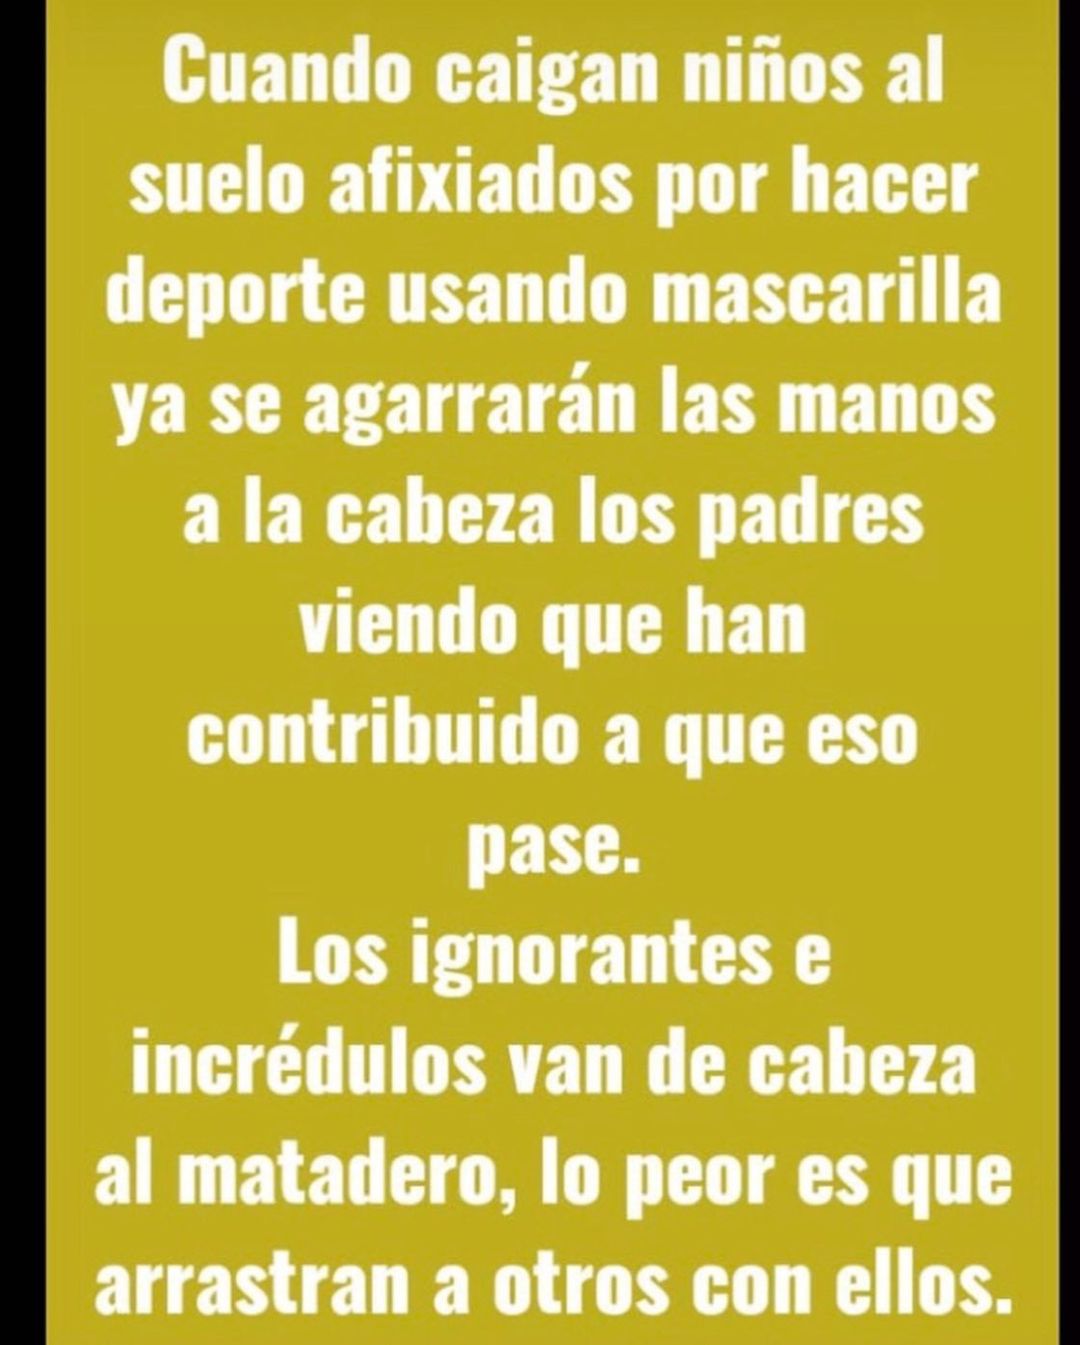 Cuando caigan niños al
suelo afixiados por hacer
deporte usando mascarilla
ya se agarrarán las manos
a la cabeza los padres
viendo que han
contribuido a que eso
pase.
Los ignorantes e
incrédulos van de cabeza
al matadero, lo peor es que
arrastran a otros con ellos.